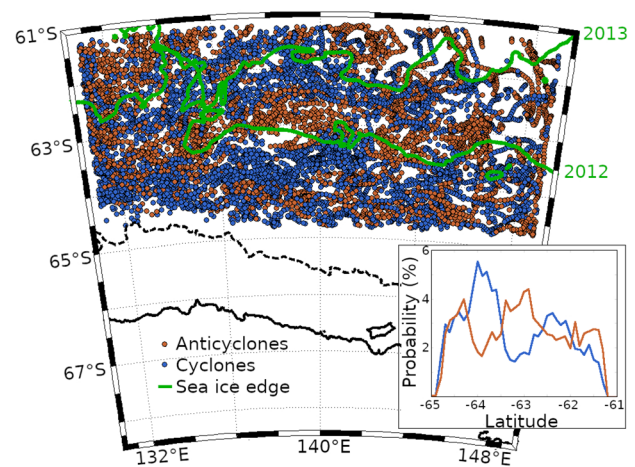 61°S
2013
63°S
2012
65°S
67°S
Anticyclones
Cyclones
Sea ice edge
132°E
140°E
148°E
Probability (%)
6
4
2
-65
-64
-63
-62
-61
Latitude